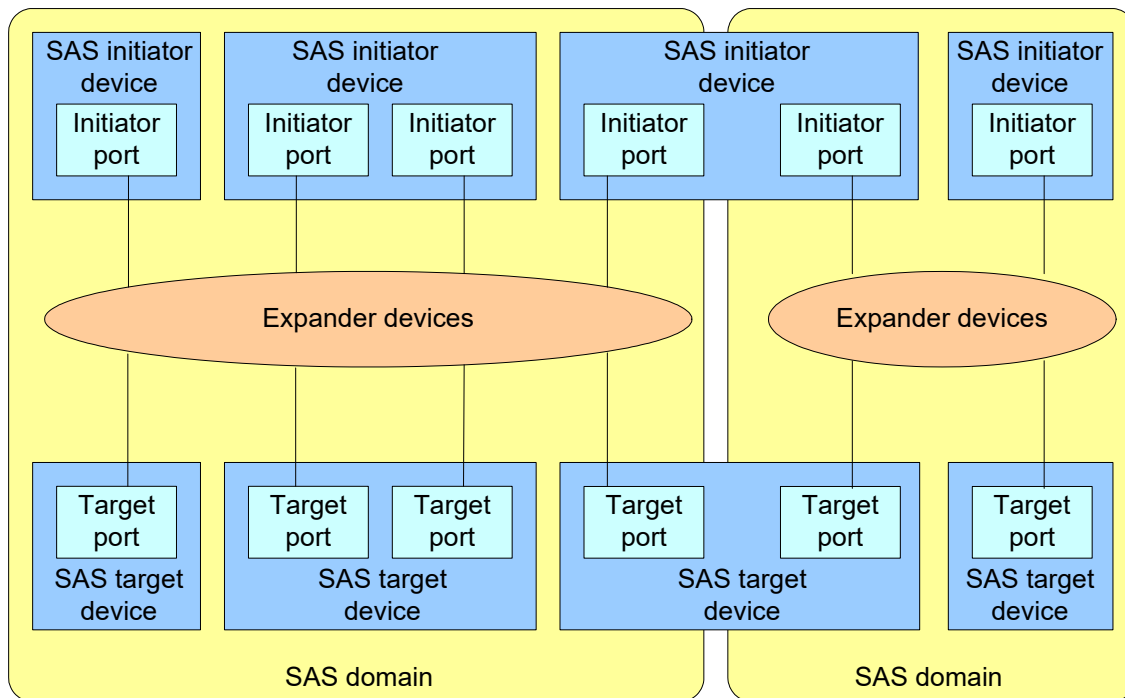 SAS initiator
device
Initiator
port
SAS initiator
device
Initiator
port
Initiator
port
SAS initiator
device
Initiator
port
Initiator
port
SAS initiator
device
Initiator
port
Expander devices
Expander devices
Target
port
SAS target
device
Target
port
Target
port
SAS target
device
Target
port
Target
port
SAS target
device
Target
port
SAS target
device
SAS domain
SAS domain